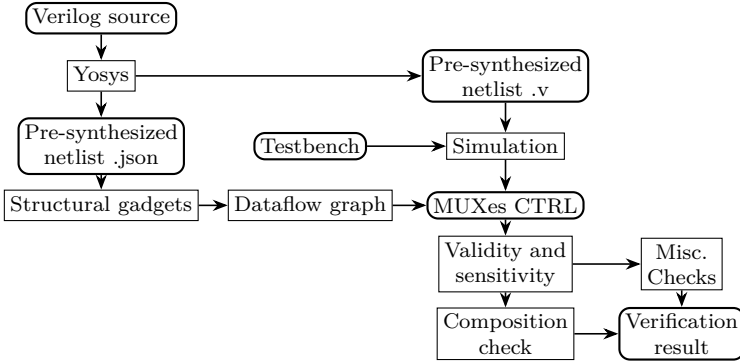 Verilog source
Yosys
Pre-synthesized
netlist .v
Pre-synthesized
netlist .json
Testbench
Simulation
Structural gadgets
Dataflow graph
MUXes CTRL
Validity and
sensitivity
Misc.
Checks
Composition
check
Verification
result